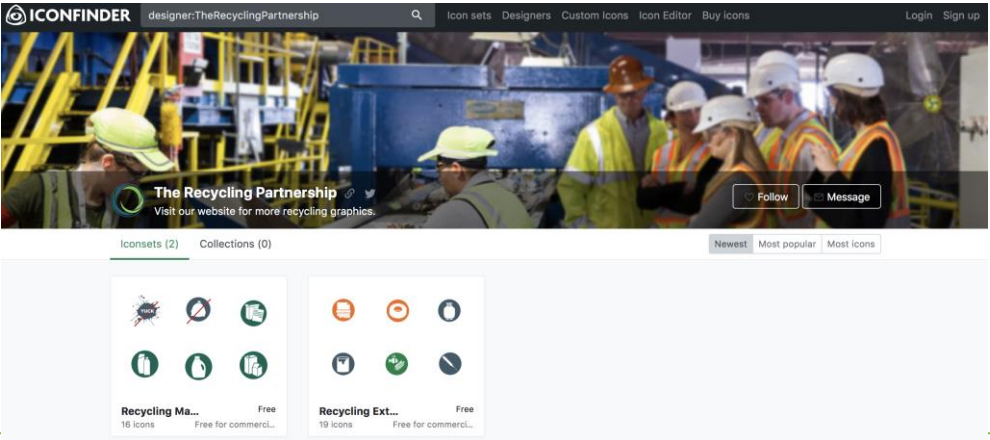 ICONFINDER designer:TheRecyclingPartnership Icon sets Designers Custom Icons Icon Editor Buy icons Login Sign up
The Recycling Partnership
Visit our website for more recycling graphics.
Follow Message
Iconsets (2) Collections (0) Newest Most popular Most icons
YUCK
Recycling Ma... Free
16 icons Free for commerci...
Recycling Ext... Free
19 icons Free for commerci...